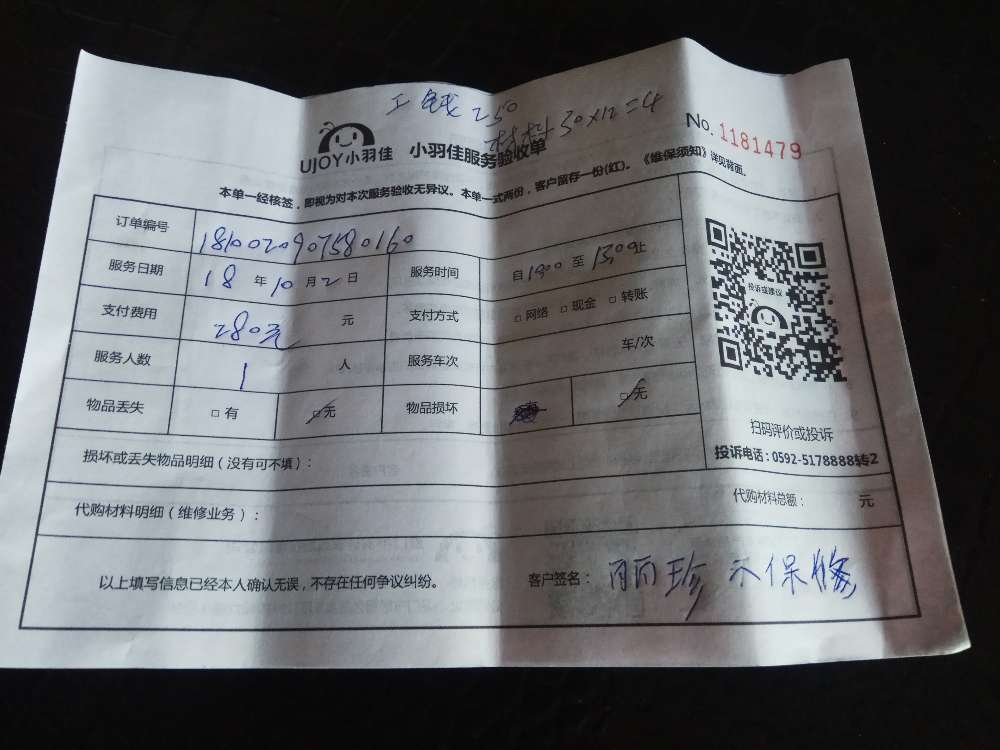 工钱250
材料30×12=4
No.1181479
UJOY小羽佳 小羽佳服务验收单
本单一经核签,即视为对本次服务验收无异议。本单一式两份,客户留存一份(红)。《维保须知》详见背面。
订单编号 1810020907580160
服务日期 18 年 10 月 2 日 服务时间 自 至 止
支付费用 280元 元 支付方式 □ 网络 □ 现金 □ 转账
服务人数 1 人 服务车次 车/次
物品丢失 □ 有 □ 无 物品损坏 □ 无
损坏或丢失物品明细(没有可不填):
代购材料明细(维修业务): 代购材料总额: 元
以上填写信息已经本人确认无误,不存在任何争议纠纷。 客户签名: 丽珍 不保修
投诉或建议
扫码评价或投诉
投诉电话:0592-5178888转2